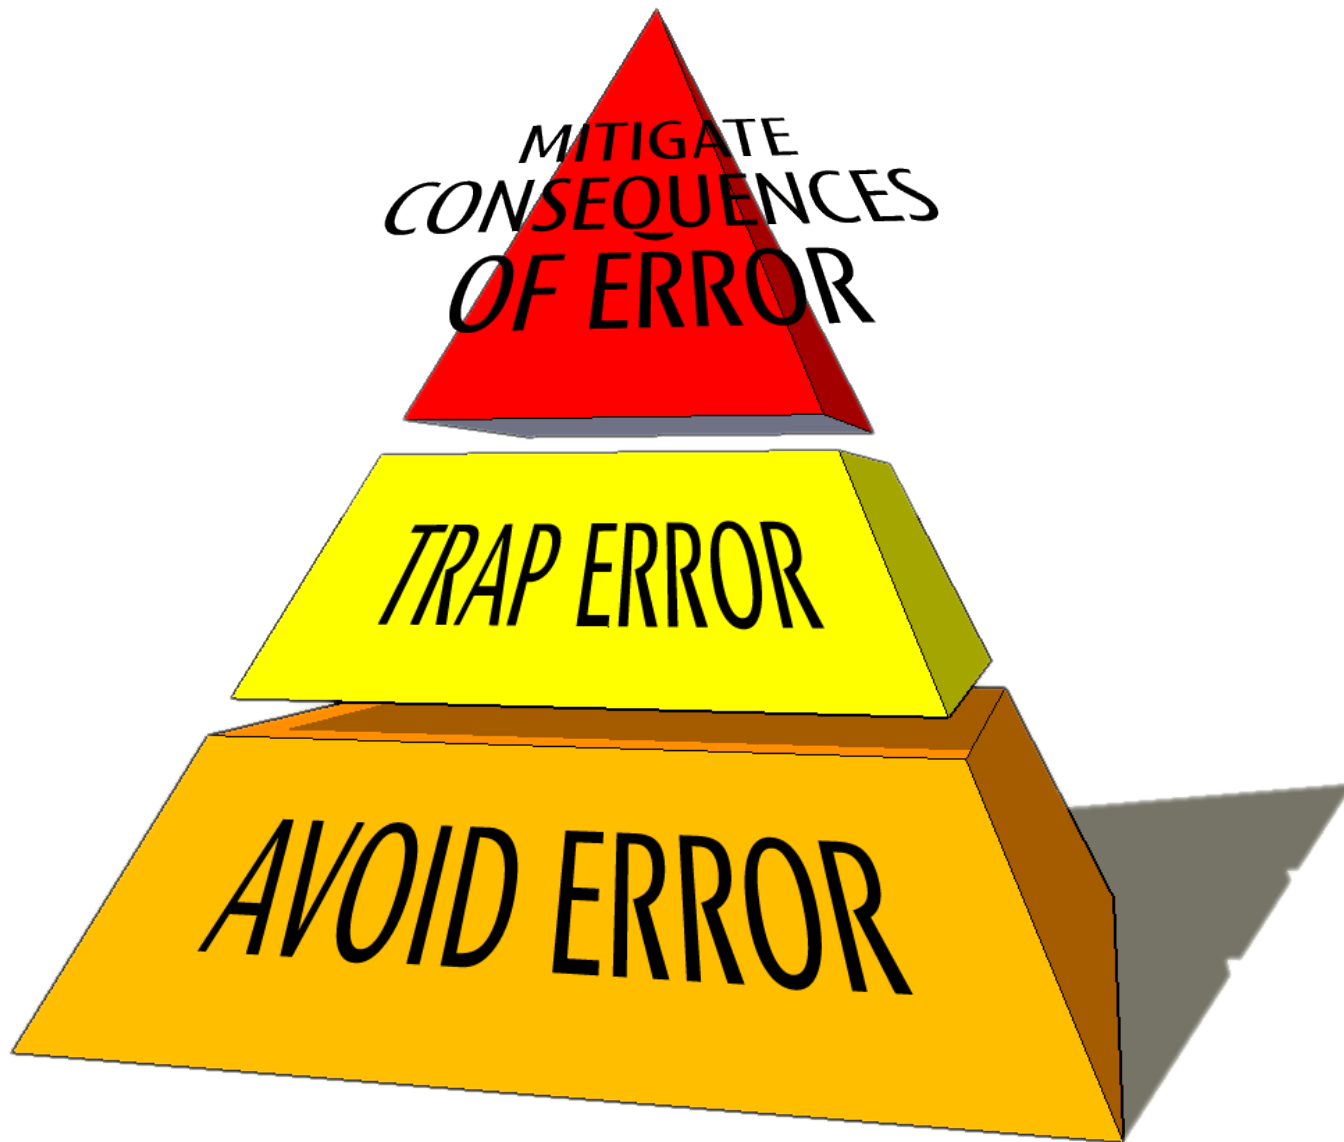 MITIGATE
CONSEQUENCES
OF ERROR
TRAP ERROR
AVOID ERROR